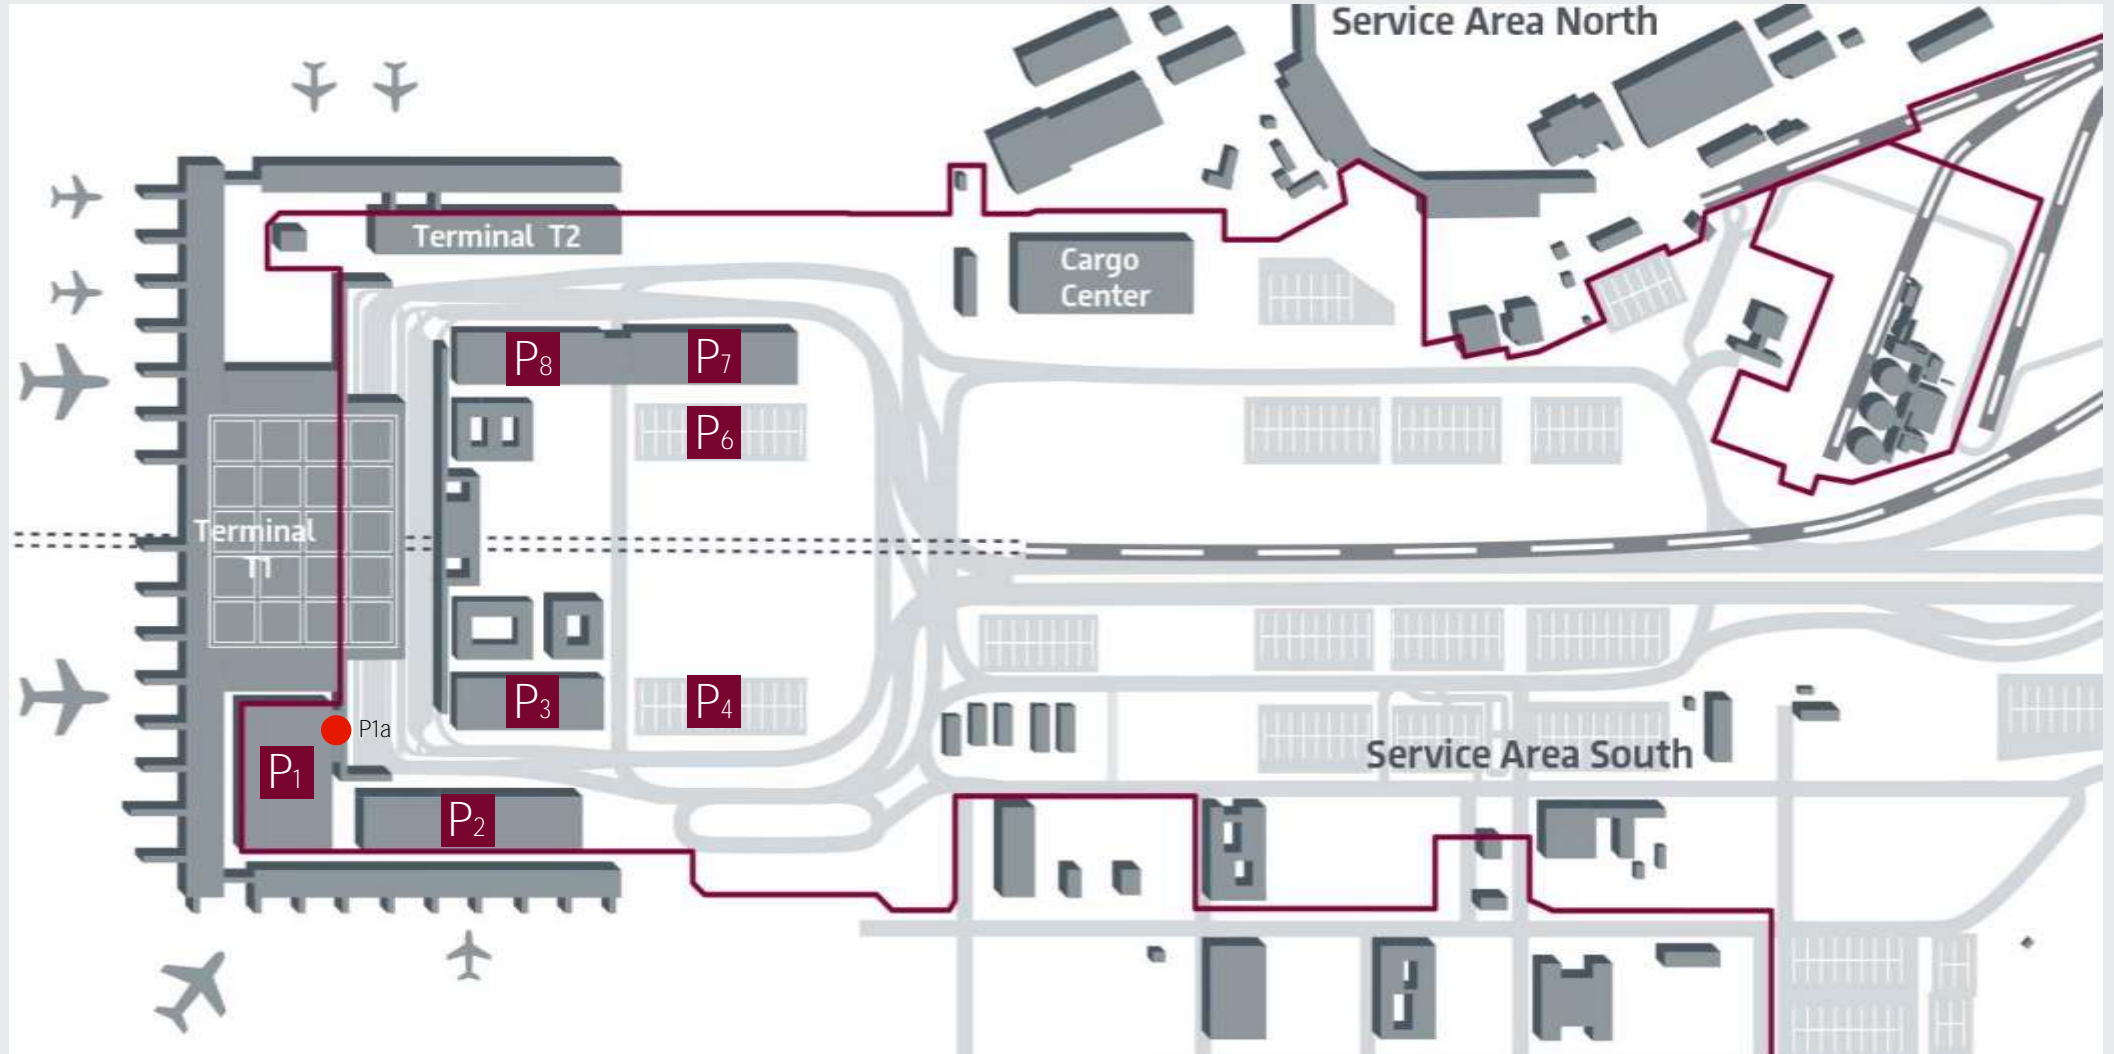 Service Area North
Terminal T2
Cargo
Center
P8
P7
P6
Terminal
T1
P3
P4
P1a
P1
P2
Service Area South